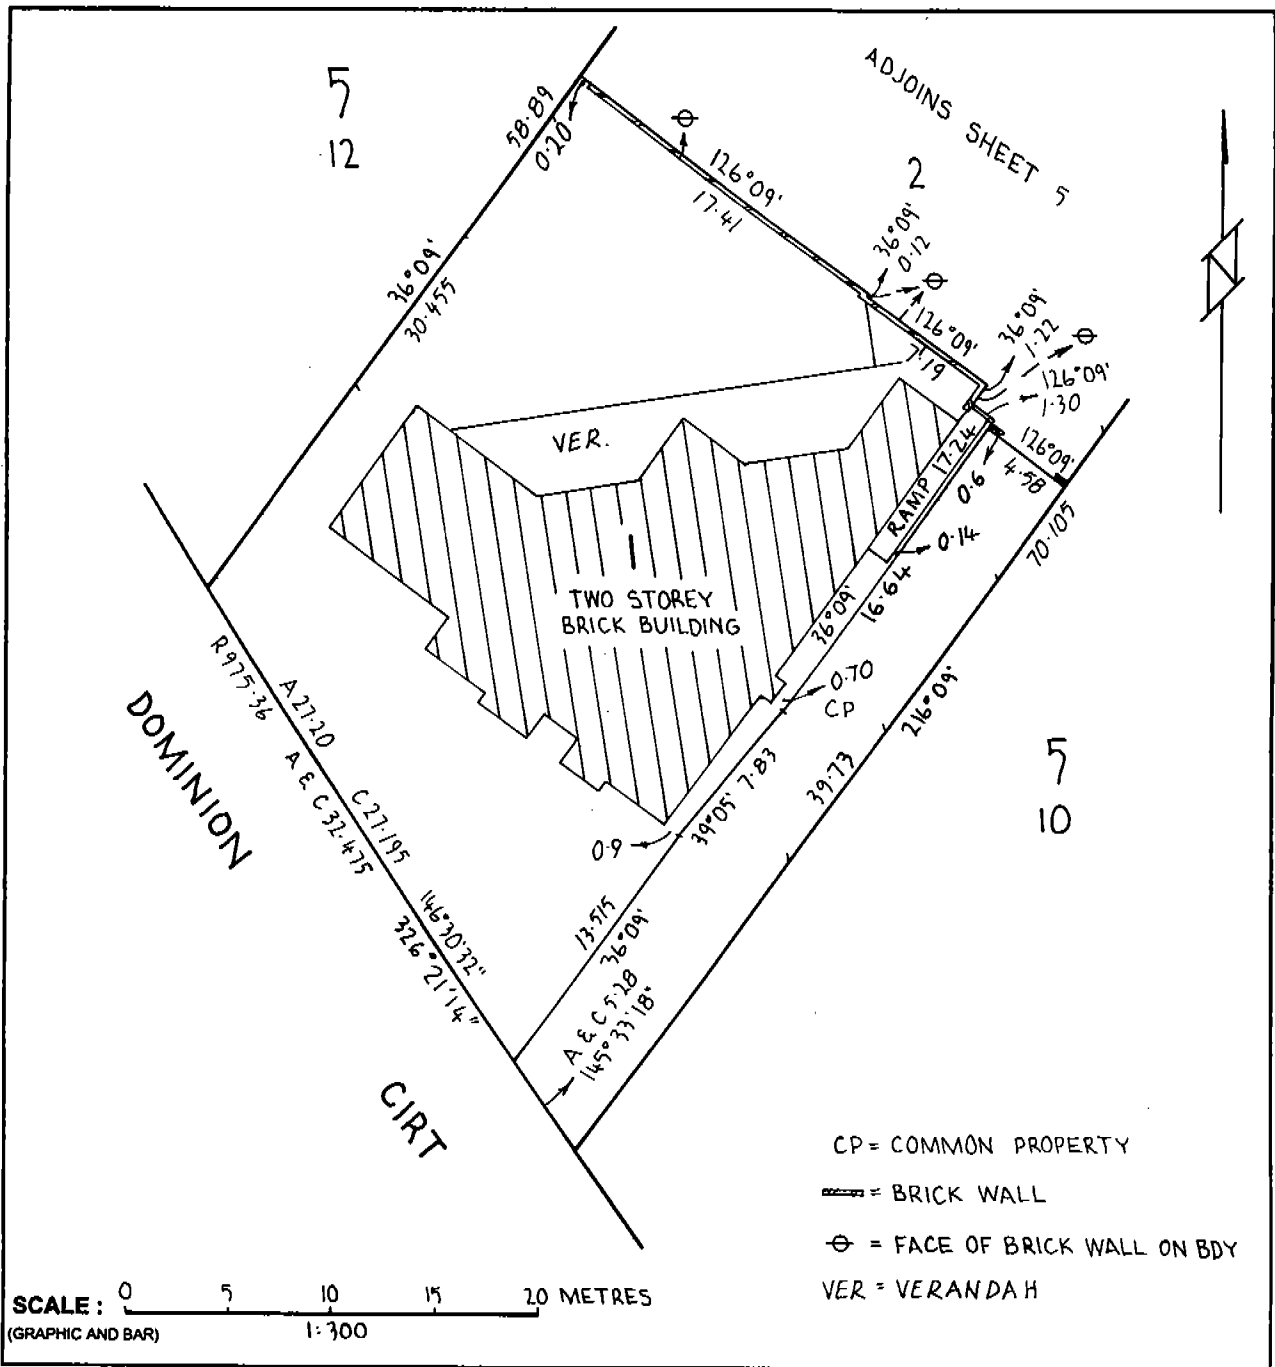 5
12
ADJOINS SHEET 5
58·89
0·20
126°09'
17·41
2
36°09'
0·12
36°09'
30·455
126°09'
7·19
36°09'
1·22
126°09'
1·30
126°09'
4·58
VER.
RAMP 17·24
0·6
0·14
70·105
1
TWO STOREY
BRICK BUILDING
36°09'
16·64
0·70
CP
216°09'
39·73
5
10
39°05' 7·83
0·9
R975·36
A27·20
A & C 32·475
C27·195
146°30'32"
326°21'14"
DOMINION
CIRT
13·515
36°09'
A & C 5·28
145°33'18"
CP = COMMON PROPERTY
= BRICK WALL
= FACE OF BRICK WALL ON BDY
VER = VERANDAH
SCALE : 0 5 10 15 20 METRES
(GRAPHIC AND BAR) 1:300